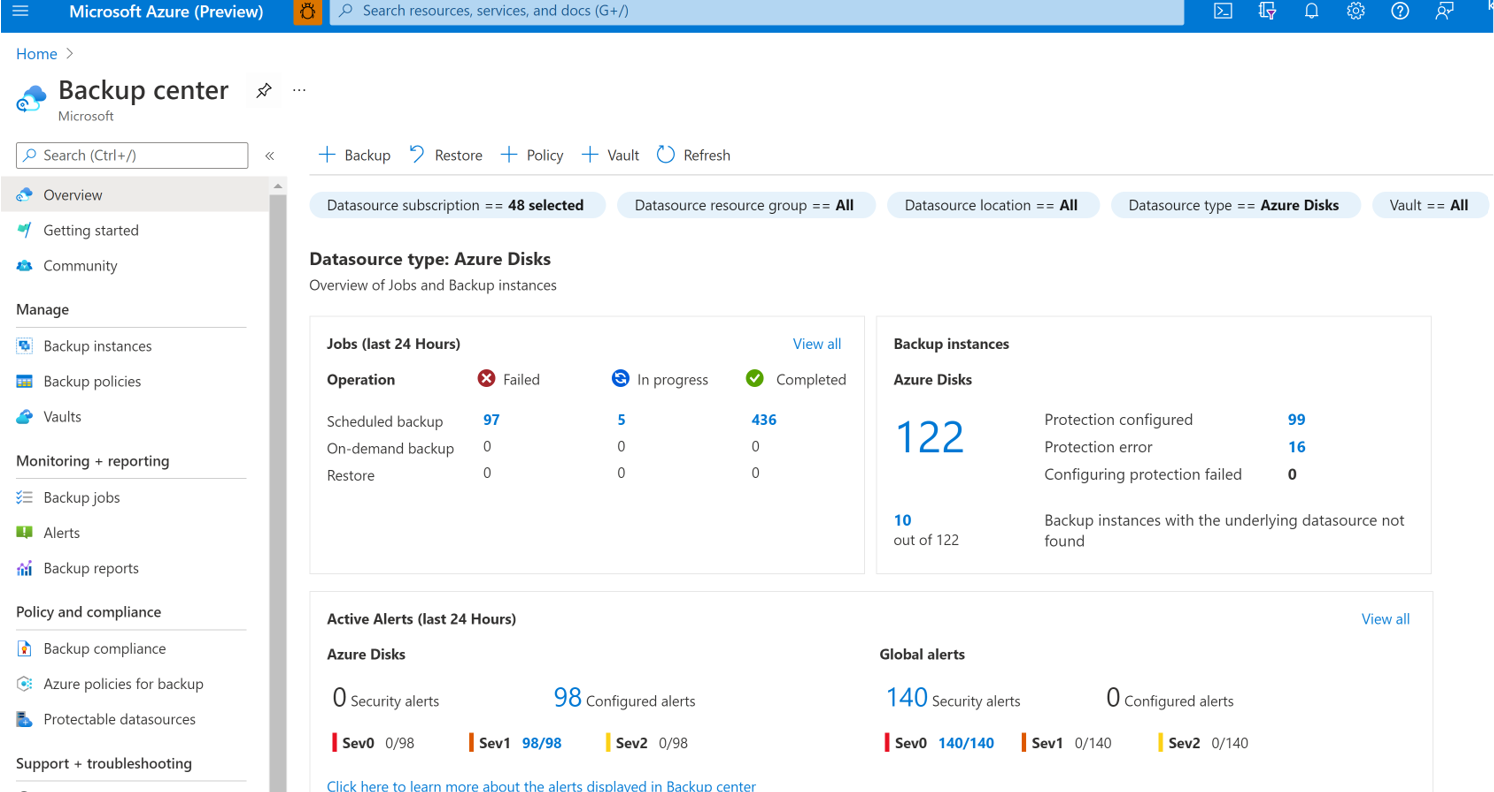 Microsoft Azure (Preview)
Search resources, services, and docs (G+/)
Home
Backup center
...
Microsoft
Search (Ctrl+/)
«
Backup
Restore
Policy
Vault
Refresh
Overview
Getting started
Community
Manage
Backup instances
Backup policies
Vaults
Monitoring + reporting
Backup jobs
Alerts
Backup reports
Policy and compliance
Backup compliance
Azure policies for backup
Protectable datasources
Support + troubleshooting
Datasource subscription == 48 selected
Datasource resource group == All
Datasource location == All
Datasource type == Azure Disks
Vault == All
Datasource type: Azure Disks
Overview of Jobs and Backup instances
Jobs (last 24 Hours) View all
Operation Failed In progress Completed
Scheduled backup 97 5 436
On-demand backup 0 0 0
Restore 0 0 0
Backup instances
Azure Disks
122
Protection configured 99
Protection error 16
Configuring protection failed 0
10
out of 122
Backup instances with the underlying datasource not
found
Active Alerts (last 24 Hours) View all
Azure Disks
0 Security alerts 98 Configured alerts
Sev0 0/98 Sev1 98/98 Sev2 0/98
Global alerts
140 Security alerts 0 Configured alerts
Sev0 140/140 Sev1 0/140 Sev2 0/140
Click here to learn more about the alerts displayed in Backup center